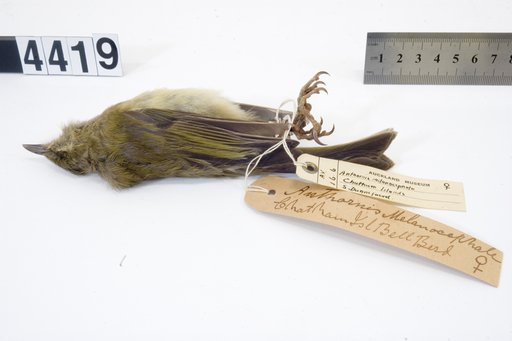 4419
1 2 3 4 5 6 7 8
AUCKLAND MUSEUM ♀
Anthornis melanocephala
Chatham Islands
Anthornis Melanocephala
Chatham Isl Bell Bird
♀